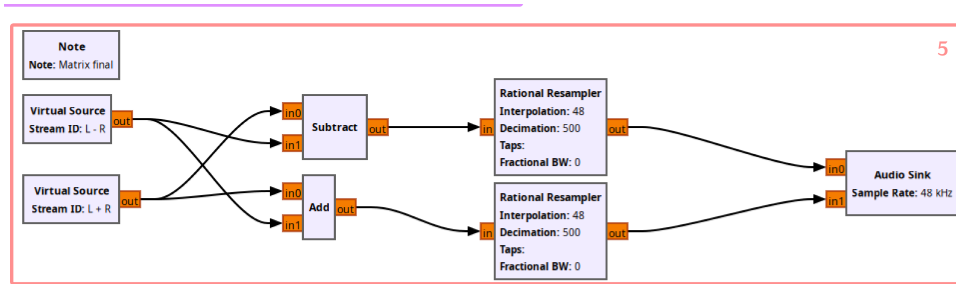 5
Note
Note: Matrix final
Virtual Source
Stream ID: L - R
out
Virtual Source
Stream ID: L + R
out
in0
in1
Subtract
out
in0
in1
Add
out
in
Rational Resampler
Interpolation: 48
Decimation: 500
Taps:
Fractional BW: 0
out
in
Rational Resampler
Interpolation: 48
Decimation: 500
Taps:
Fractional BW: 0
out
in0
in1
Audio Sink
Sample Rate: 48 kHz